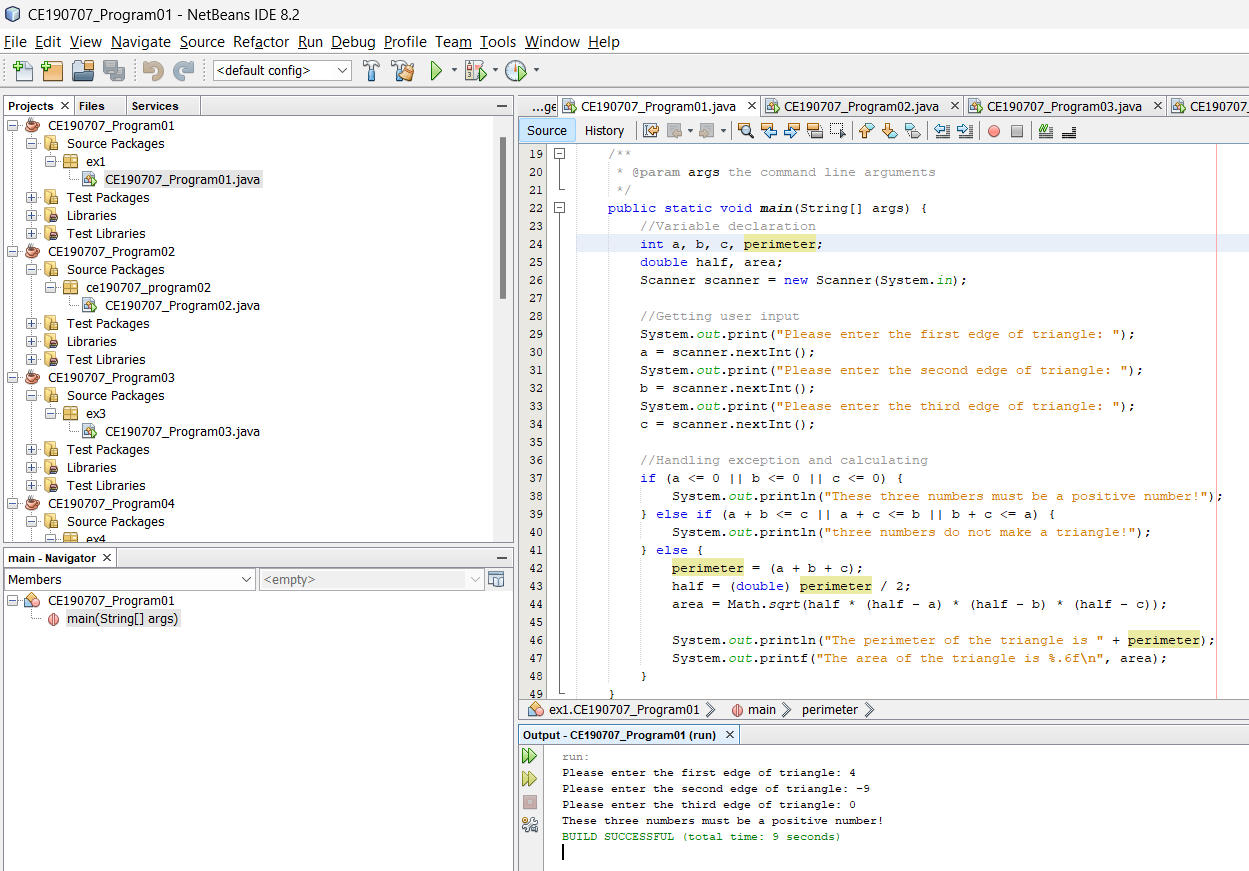 CE190707_Program01 - NetBeans IDE 8.2
File Edit View Navigate Source Refactor Run Debug Profile Team Tools Window Help
<default config>
Projects Files Services
CE190707_Program01
Source Packages
ex1
CE190707_Program01.java
Test Packages
Libraries
Test Libraries
CE190707_Program02
Source Packages
ce190707_program02
CE190707_Program02.java
Test Packages
Libraries
Test Libraries
CE190707_Program03
Source Packages
ex3
CE190707_Program03.java
Test Packages
Libraries
Test Libraries
CE190707_Program04
Source Packages
ex4
main - Navigator
Members <empty>
CE190707_Program01
main(String[] args)
...ge CE190707_Program01.java CE190707_Program02.java CE190707_Program03.java CE190707
Source History
19 /**
20 * @param args the command line arguments
21 */
22 public static void main(String[] args) {
23 //Variable declaration
24 int a, b, c, perimeter;
25 double half, area;
26 Scanner scanner = new Scanner(System.in);
27
28 //Getting user input
29 System.out.print("Please enter the first edge of triangle: ");
30 a = scanner.nextInt();
31 System.out.print("Please enter the second edge of triangle: ");
32 b = scanner.nextInt();
33 System.out.print("Please enter the third edge of triangle: ");
34 c = scanner.nextInt();
35
36 //Handling exception and calculating
37 if (a <= 0 || b <= 0 || c <= 0) {
38 System.out.println("These three numbers must be a positive number!");
39 } else if (a + b <= c || a + c <= b || b + c <= a) {
40 System.out.println("three numbers do not make a triangle!");
41 } else {
42 perimeter = (a + b + c);
43 half = (double) perimeter / 2;
44 area = Math.sqrt(half * (half - a) * (half - b) * (half - c));
45
46 System.out.println("The perimeter of the triangle is " + perimeter);
47 System.out.printf("The area of the triangle is %.6f\n", area);
48 }
49 }
ex1.CE190707_Program01 main perimeter
Output - CE190707_Program01 (run)
run:
Please enter the first edge of triangle: 4
Please enter the second edge of triangle: -9
Please enter the third edge of triangle: 0
These three numbers must be a positive number!
BUILD SUCCESSFUL (total time: 9 seconds)